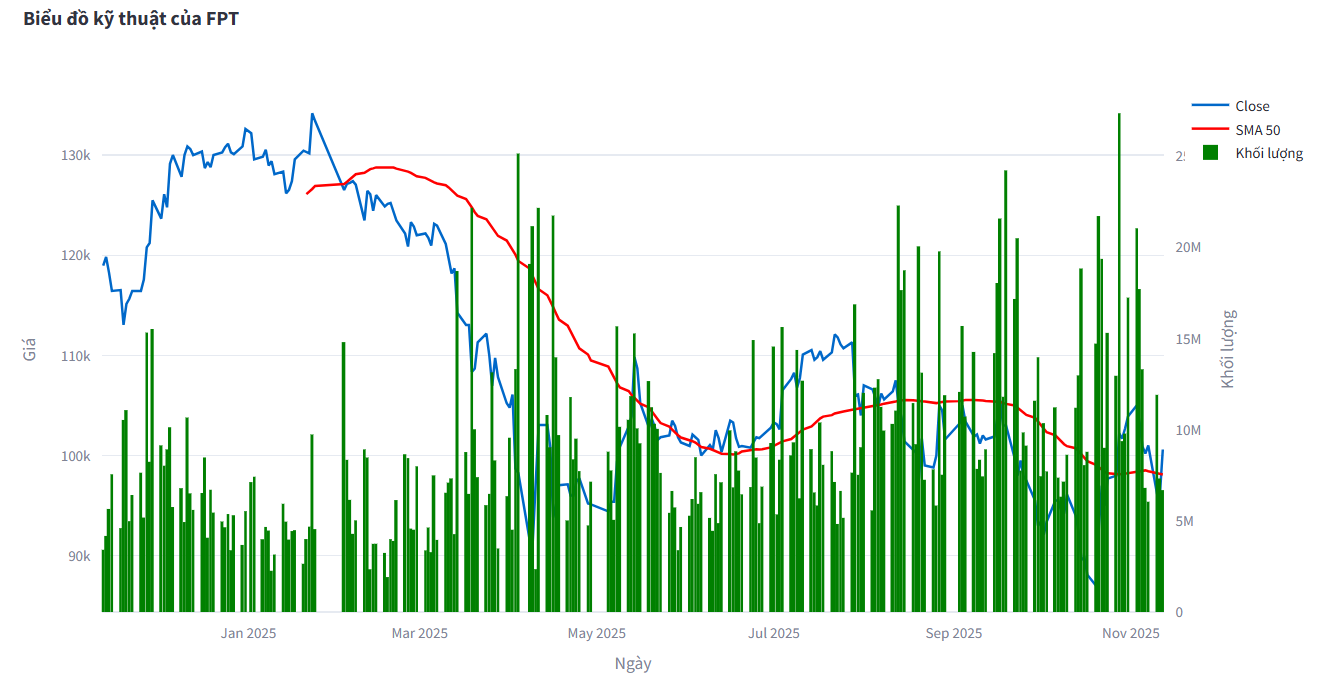 Biểu đồ kỹ thuật của FPT
Close
SMA 50
Khối lượng
130k
120k
110k
100k
90k
Giá
25
20M
15M
10M
5M
0
Khối lượng
Jan 2025
Mar 2025
May 2025
Jul 2025
Sep 2025
Nov 2025
Ngày